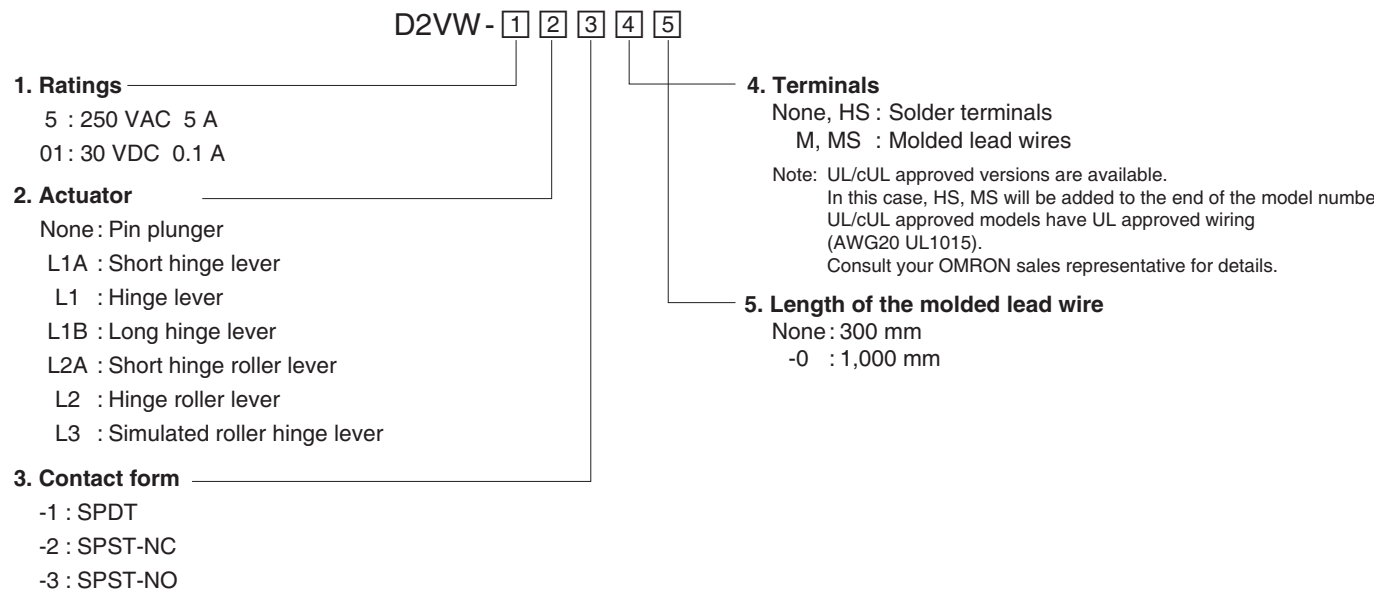 D2VW - 1 2 3 4 5
1. Ratings
5 : 250 VAC 5 A
01 : 30 VDC 0.1 A
2. Actuator
None : Pin plunger
L1A : Short hinge lever
L1 : Hinge lever
L1B : Long hinge lever
L2A : Short hinge roller lever
L2 : Hinge roller lever
L3 : Simulated roller hinge lever
3. Contact form
-1 : SPDT
-2 : SPST-NC
-3 : SPST-NO
4. Terminals
None, HS : Solder terminals
M, MS : Molded lead wires
Note: UL/cUL approved versions are available.
In this case, HS, MS will be added to the end of the model numbe
UL/cUL approved models have UL approved wiring
(AWG20 UL1015).
Consult your OMRON sales representative for details.
5. Length of the molded lead wire
None : 300 mm
-0 : 1,000 mm